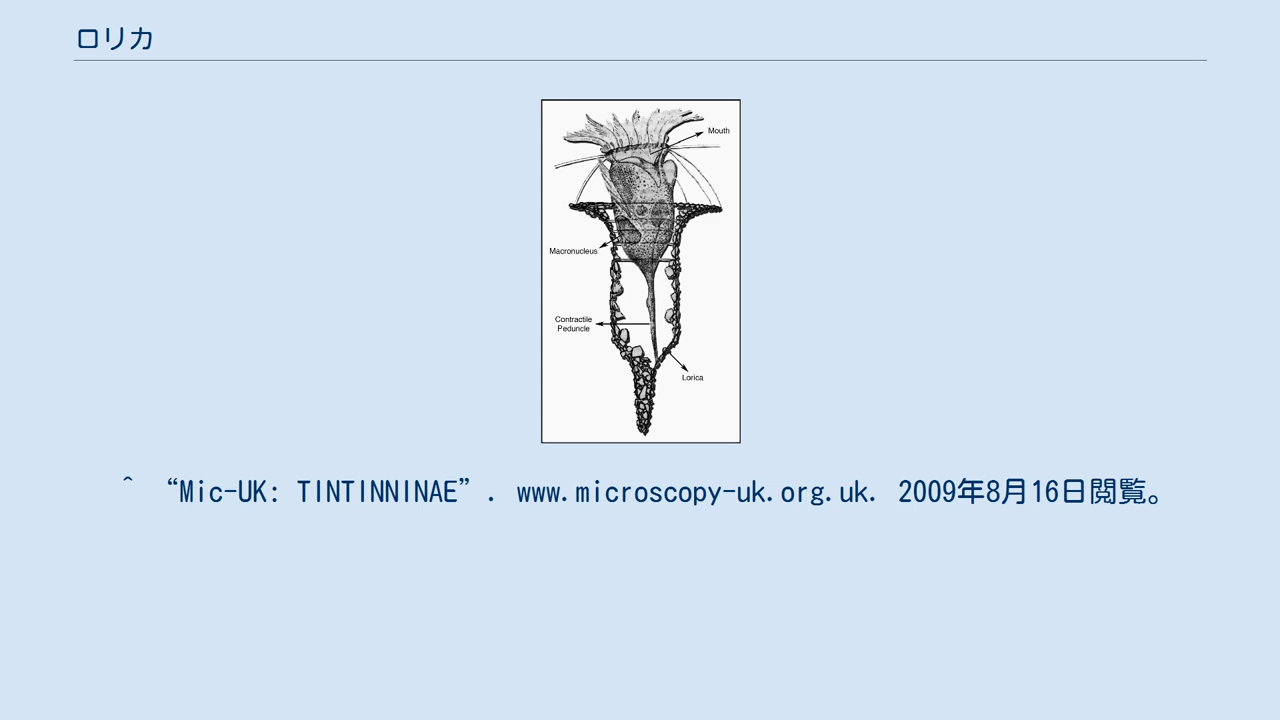 ロリカ
Mouth
Macronucleus
Contractile
Peduncle
Lorica
^ “Mic-UK: TINTINNINAE”. www.microscopy-uk.org.uk. 2009年8月16日閲覧。